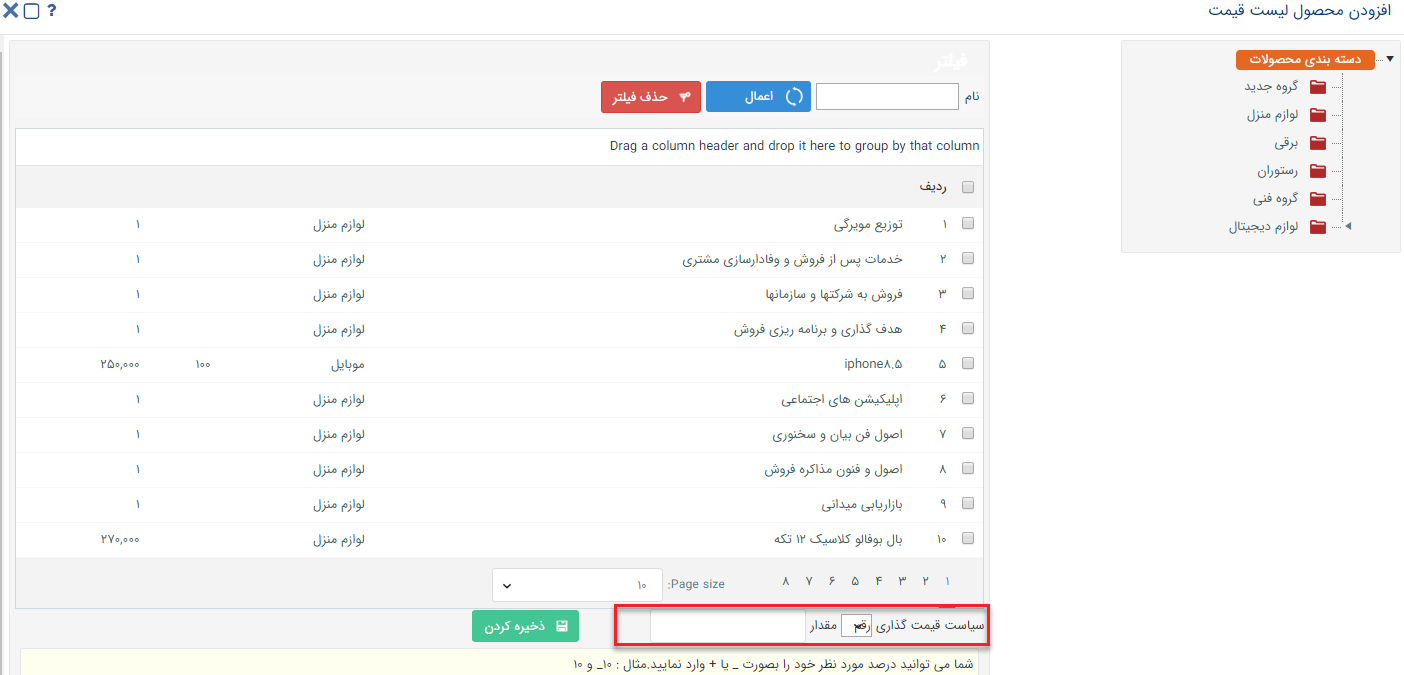 افزودن محصول لیست قیمت
?
دسته بندی محصولات
گروه جدید
لوازم منزل
برقی
رستوران
گروه فنی
لوازم دیجیتال
فیلتر
نام اعمال حذف فیلتر
Drag a column header and drop it here to group by that column
ردیف
۱ توزیع مویرگی لوازم منزل ۱
۲ خدمات پس از فروش و وفادارسازی مشتری لوازم منزل ۱
۳ فروش به شرکتها و سازمانها لوازم منزل ۱
۴ هدف گذاری و برنامه ریزی فروش لوازم منزل ۱
۵ iphone۸.۵ موبایل ۱۰۰ ۲۵۰,۰۰۰
۶ اپلیکیشن های اجتماعی لوازم منزل ۱
۷ اصول فن بیان و سخنوری لوازم منزل ۱
۸ اصول و فنون مذاکره فروش لوازم منزل ۱
۹ بازاریابی میدانی لوازم منزل ۱
۱۰ بال بوفالو کلاسیک ۱۲ تکه لوازم منزل ۲۷۰,۰۰۰
۱ ۲ ۳ ۴ ۵ ۶ ۷ ۸ Page size: ۱۰
سیاست قیمت گذاری رقم مقدار ذخیره کردن
شما می توانید درصد مورد نظر خود را بصورت _ یا + وارد نمایید.مثال : ۱۰_ و ۱۰